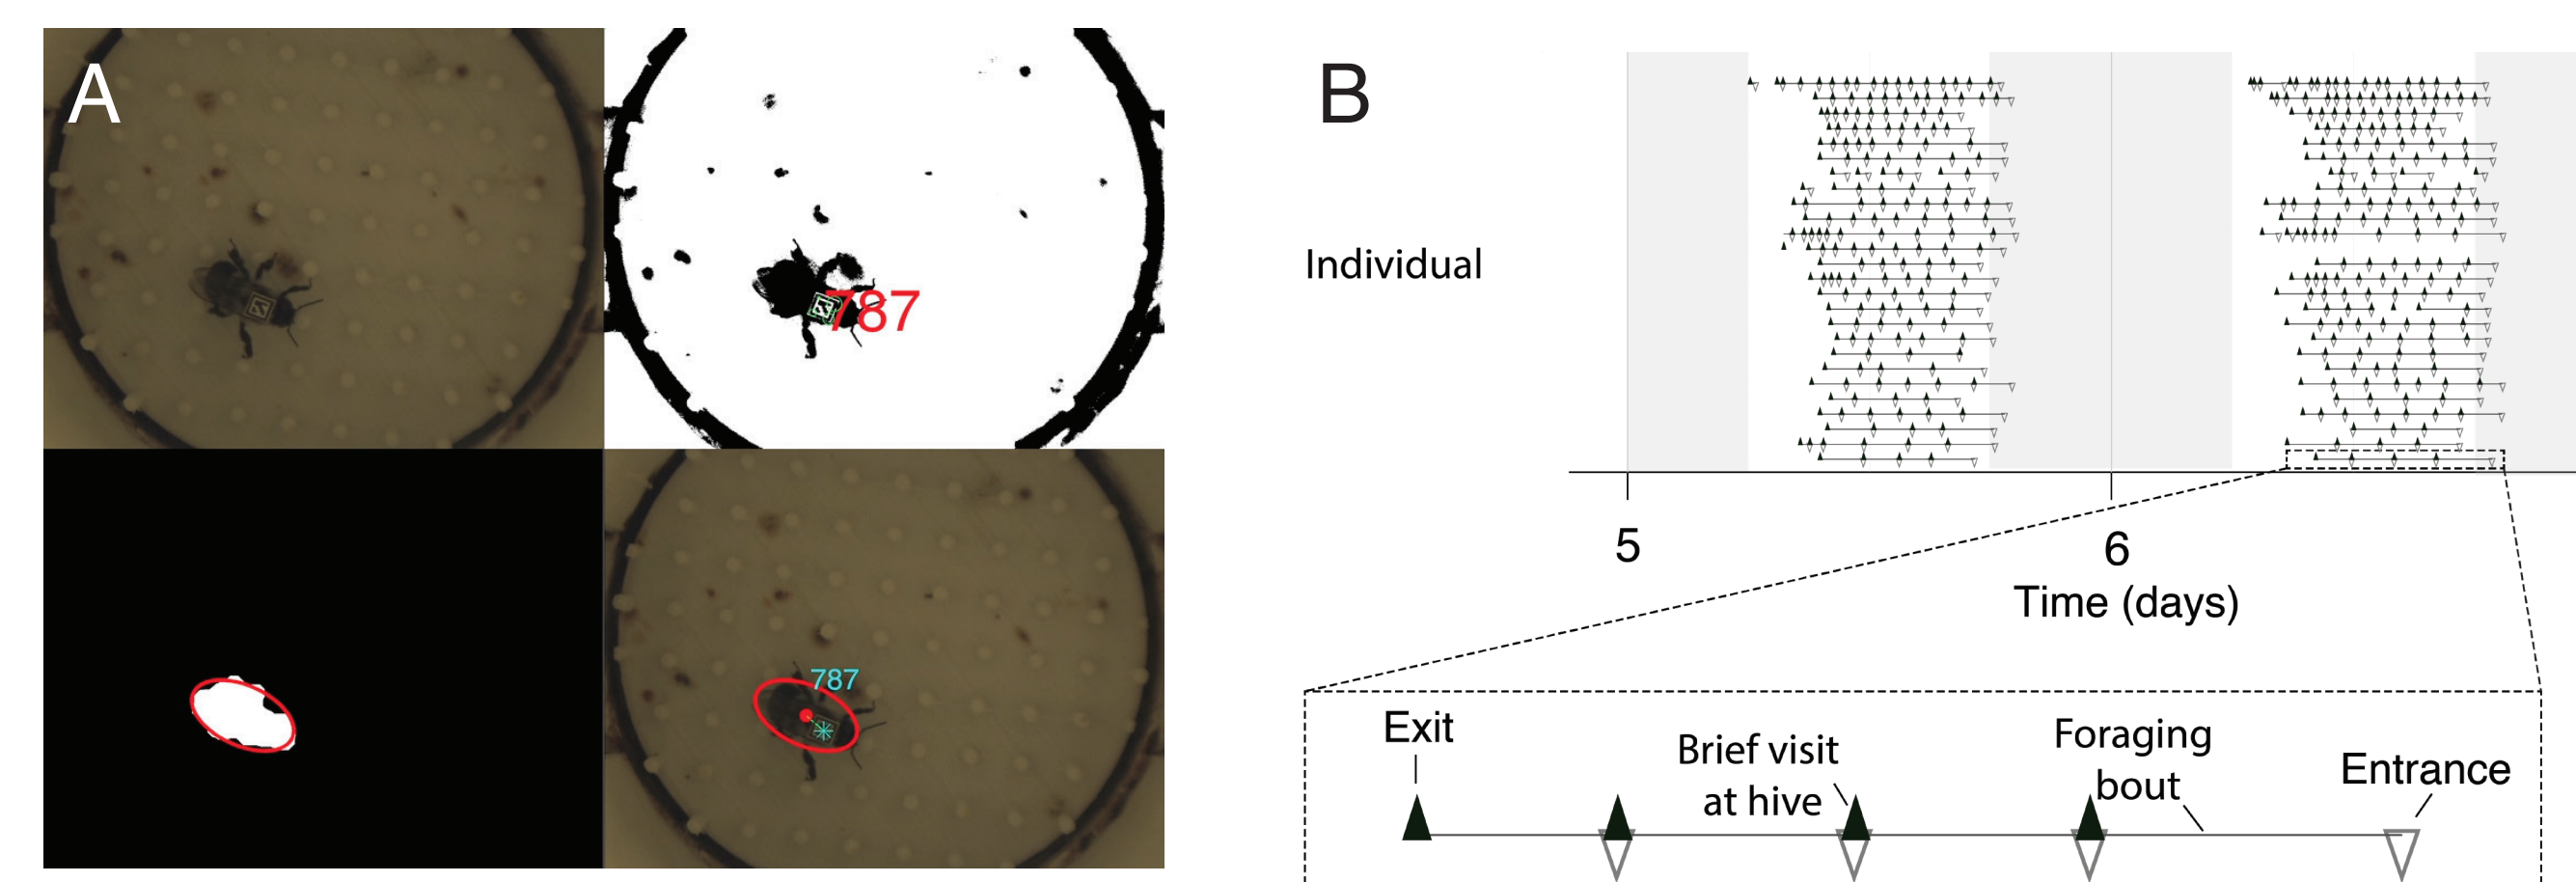 A
787
787
B
Individual
5
6
Time (days)
Exit
Brief visit
at hive
Foraging
bout
Entrance